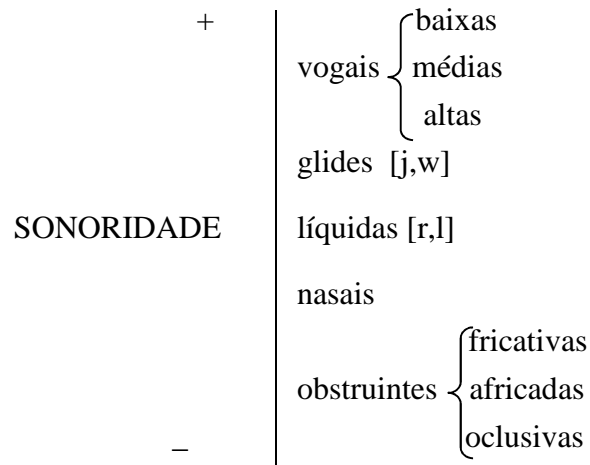 +
baixas
vogais médias
altas
glides [j,w]
SONORIDADE líquidas [r,l]
nasais
fricativas
obstruintes africadas
oclusivas
–